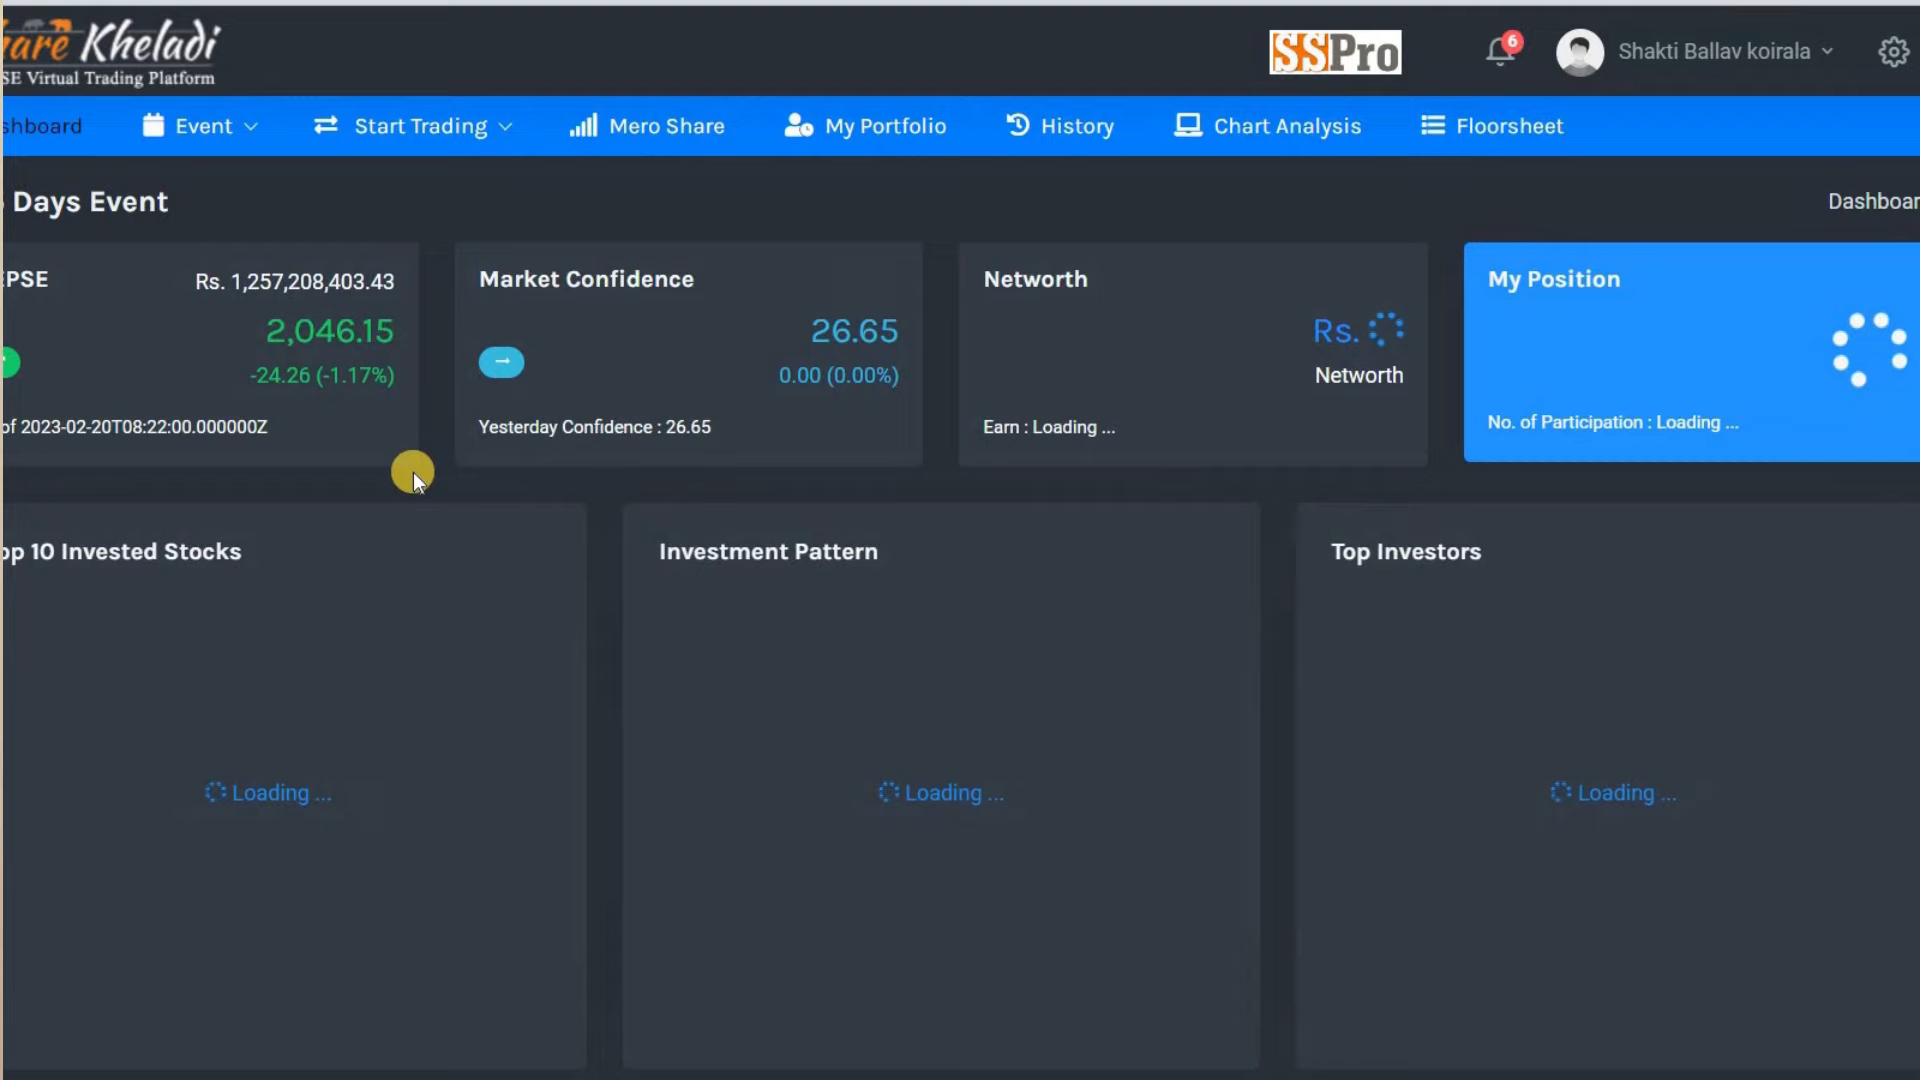 are Kheladi
SE Virtual Trading Platform
SSPro
6
Shakti Ballav koirala
shboard
Event
Start Trading
Mero Share
My Portfolio
History
Chart Analysis
Floorsheet
Days Event
Dashboar
EPSE
Rs. 1,257,208,403.43
2,046.15
-24.26 (-1.17%)
of 2023-02-20T08:22:00.000000Z
Market Confidence
26.65
0.00 (0.00%)
Yesterday Confidence : 26.65
Networth
Rs.
Networth
Earn : Loading ...
My Position
No. of Participation : Loading ...
op 10 Invested Stocks
Loading ...
Investment Pattern
Loading ...
Top Investors
Loading ...